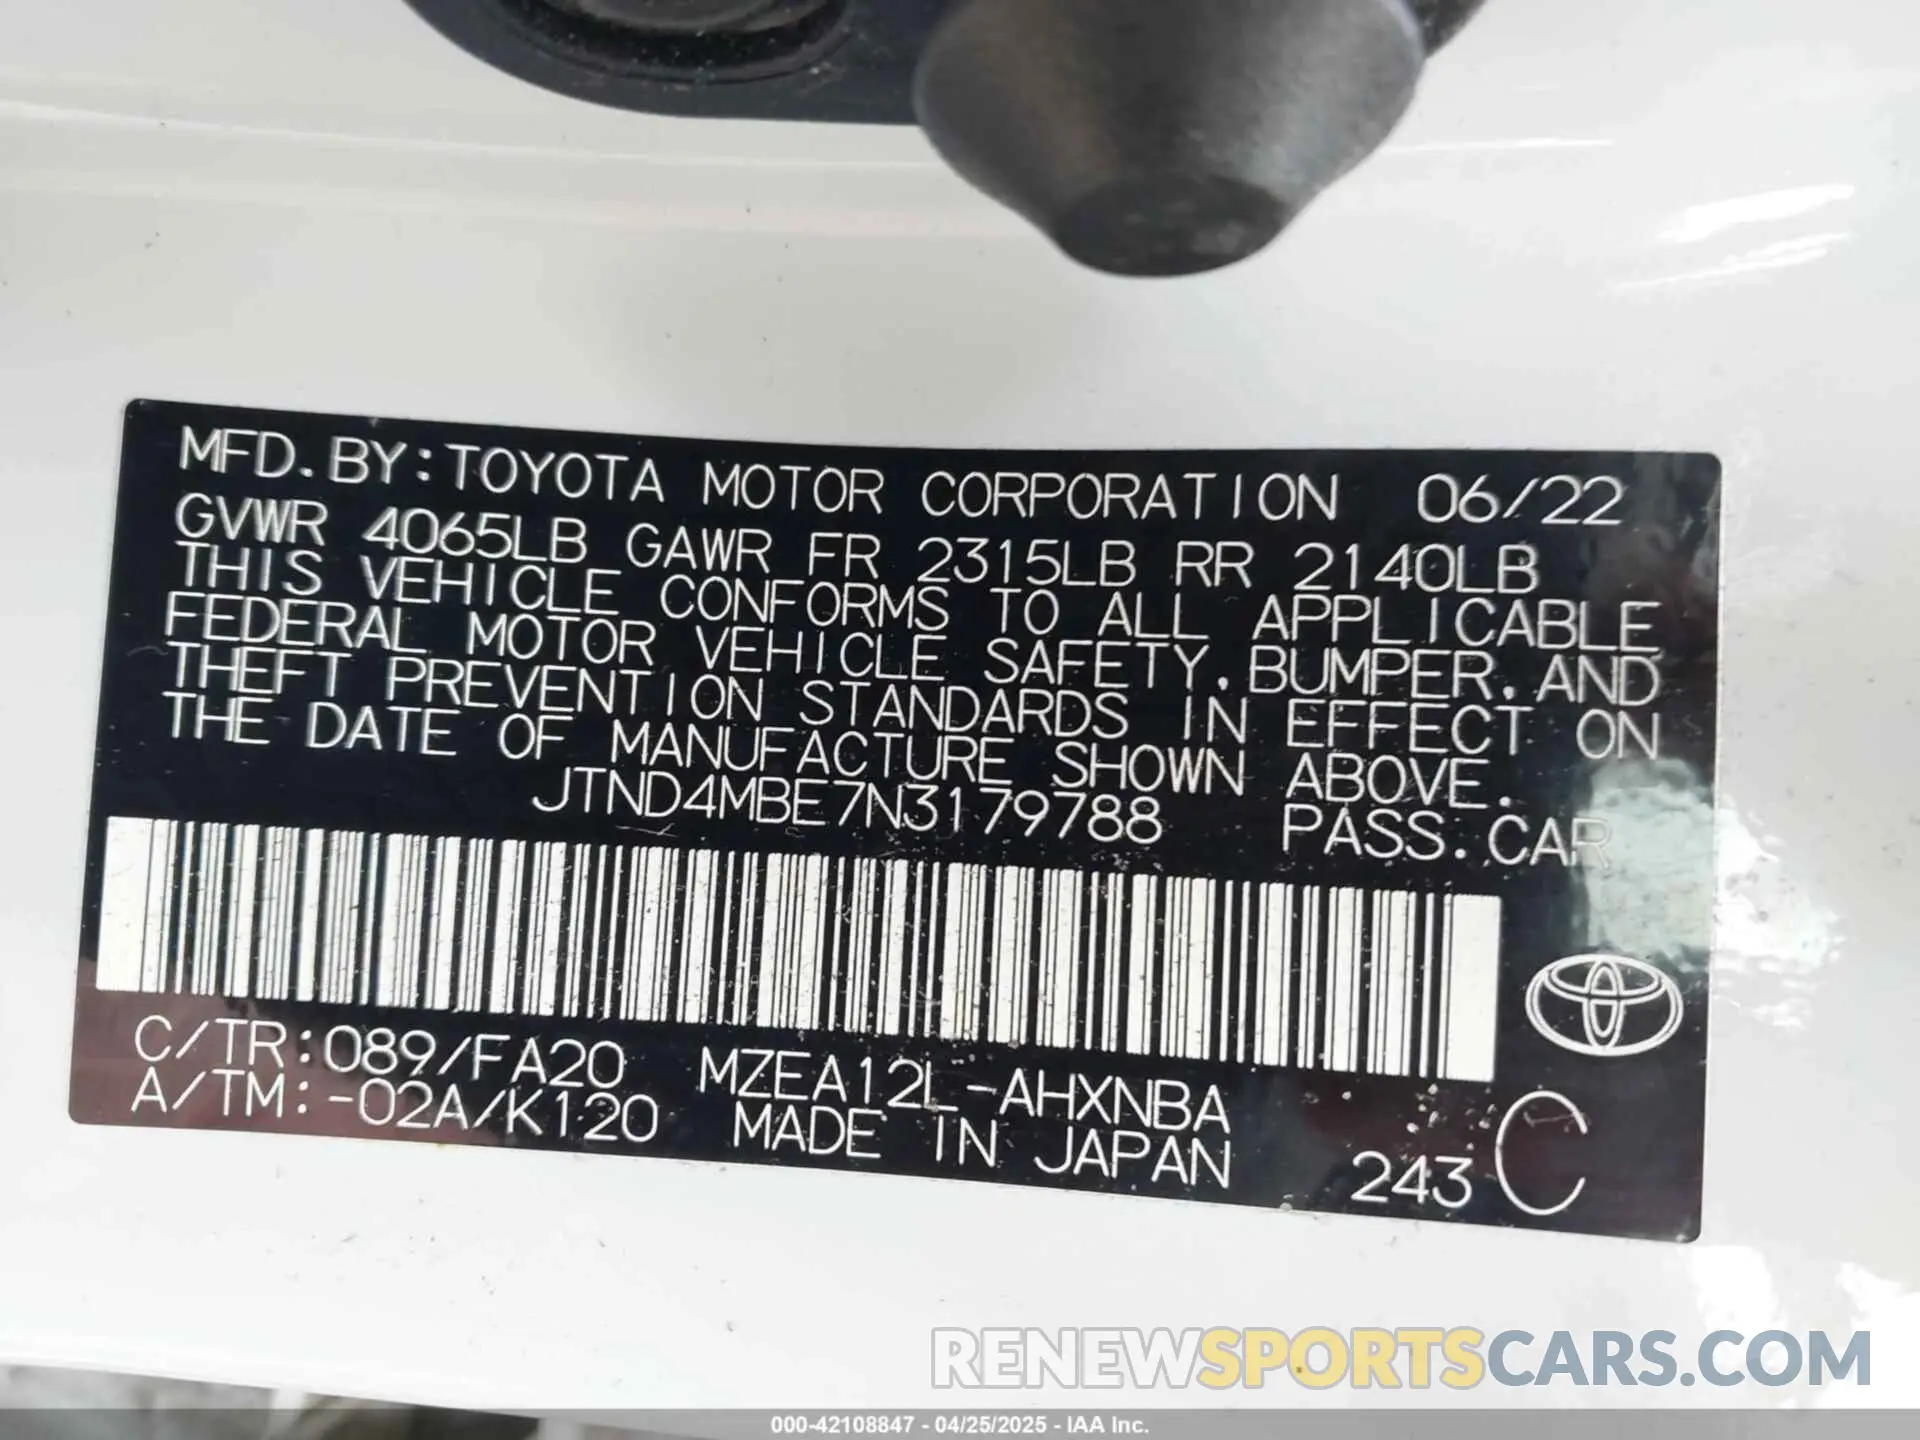 MFD.BY:TOYOTA MOTOR CORPORATION 06/22
GVWR 4065LB GAWR FR 2315LB RR 2140LB
THIS VEHICLE CONFORMS TO ALL APPLICABLE
FEDERAL MOTOR VEHICLE SAFETY,BUMPER,AND
THEFT PREVENTION STANDARDS IN EFFECT ON
THE DATE OF MANUFACTURE SHOWN ABOVE.
JTND4MBE7N3179788 PASS.CAR
C/TR:089/FA20 MZEA12L-AHXNBA
A/TM:-02A/K120 MADE IN JAPAN 243 C
RENEWSPORTSCARS.COM
000-42108847 - 04/25/2025 - IAA Inc.